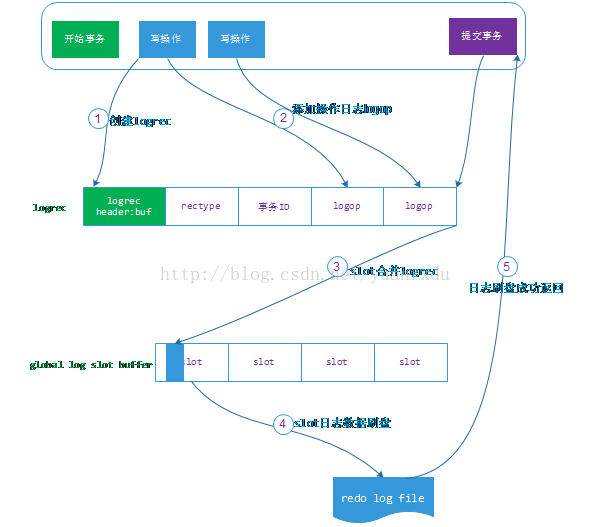 开始事务
写操作
写操作
提交事务
1
创建logrec
2
添加操作日志logop
logrec
logrec
header:buf
rectype
事务ID
logop
logop
3
slot合并logrec
5
日志刷盘成功返回
global log slot buffer
slot
slot
slot
slot
4
slot日志数据刷盘
redo log file